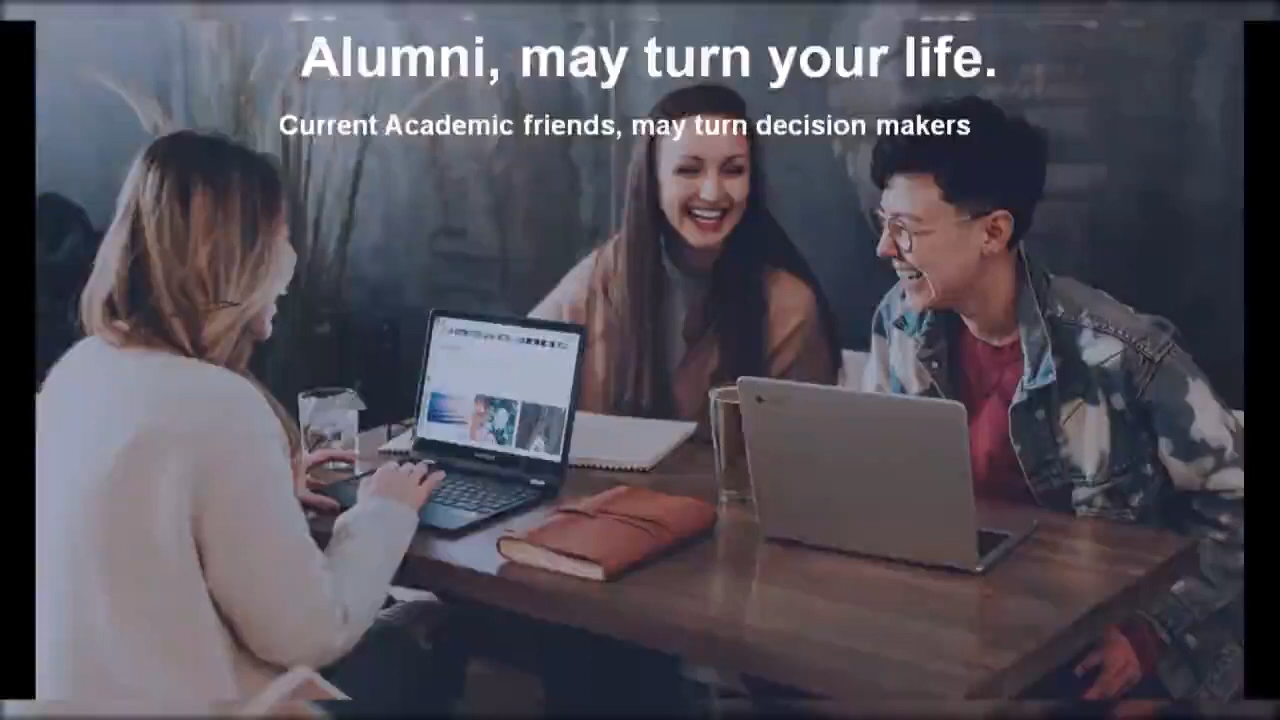 Alumni, may turn your life.
Current Academic friends, may turn decision makers